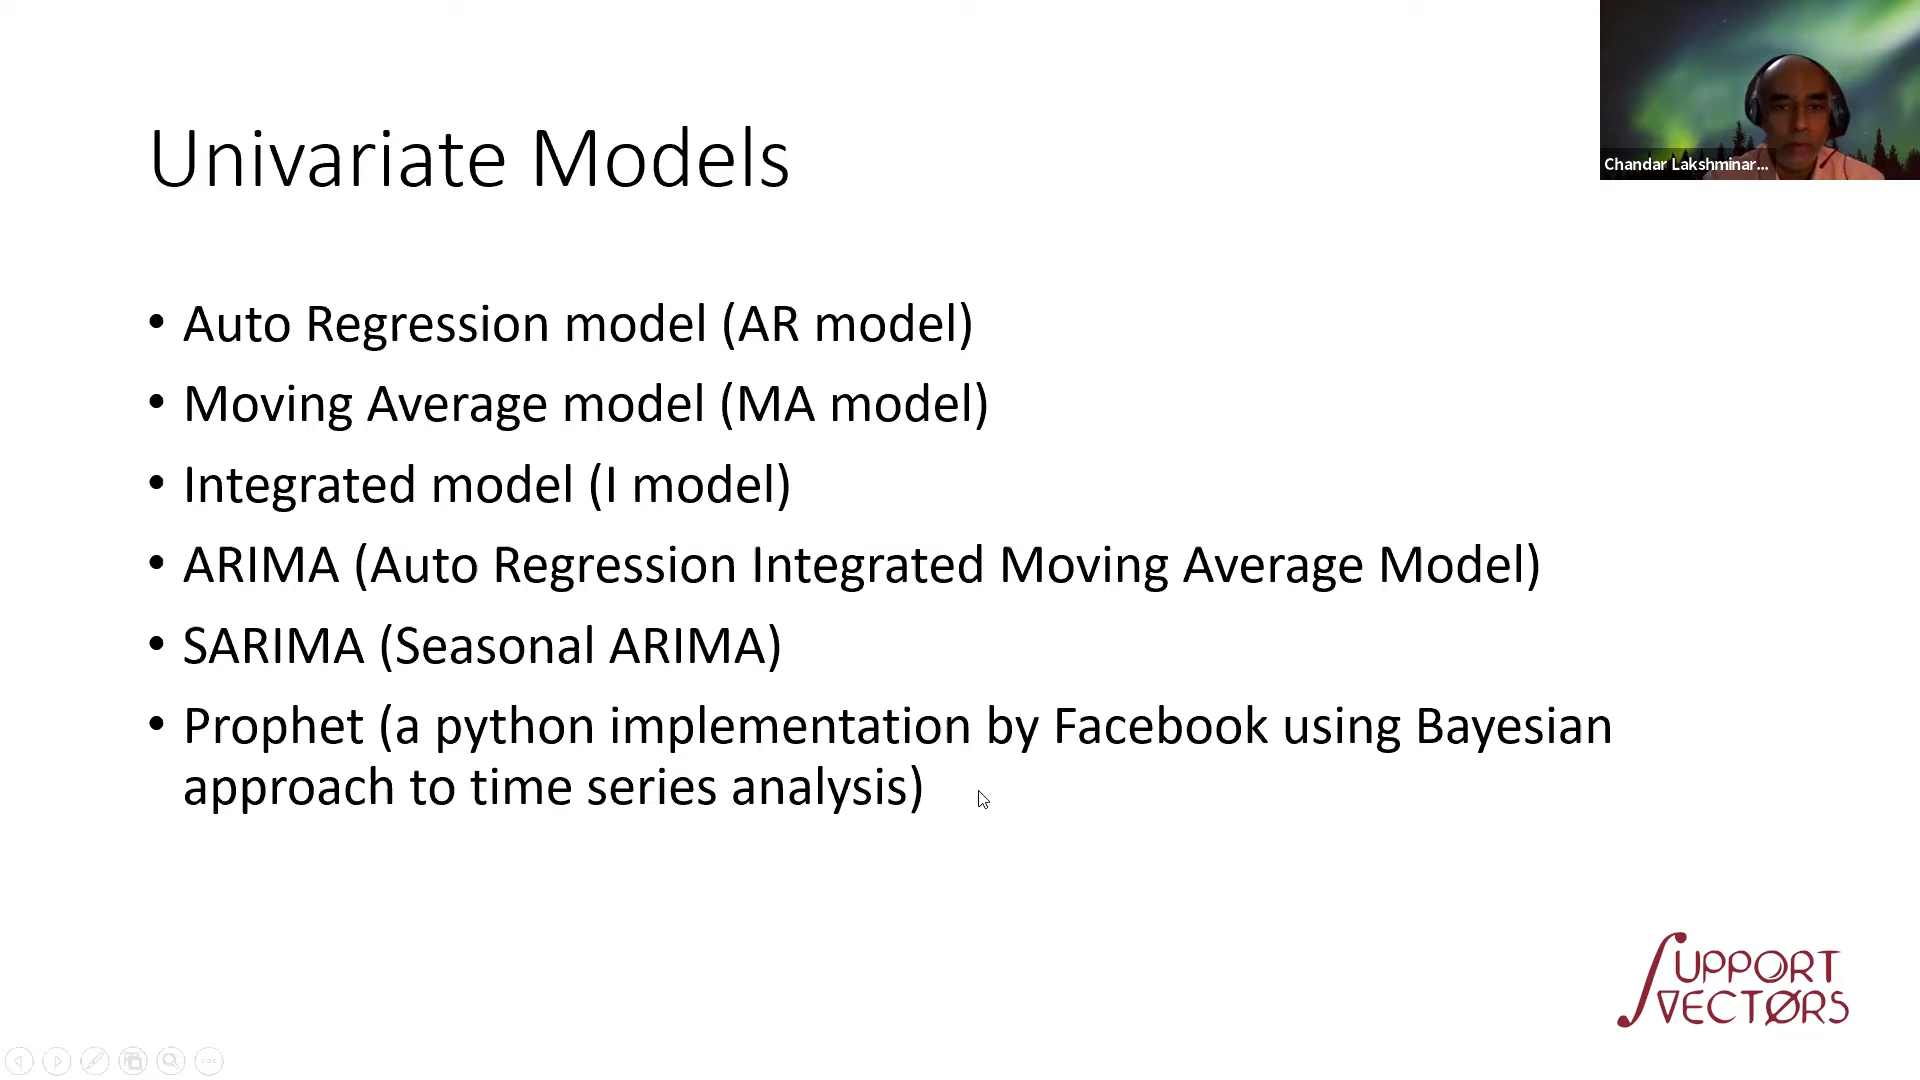 Univariate Models
Chandar Lakshminar...
• Auto Regression model (AR model)
• Moving Average model (MA model)
• Integrated model (I model)
• ARIMA (Auto Regression Integrated Moving Average Model)
• SARIMA (Seasonal ARIMA)
• Prophet (a python implementation by Facebook using Bayesian
approach to time series analysis)
SUPPORT
VECTORS